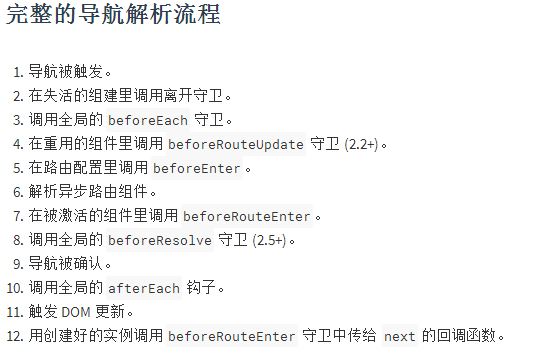 完整的导航解析流程
1. 导航被触发。
2. 在失活的组建里调用离开守卫。
3. 调用全局的 beforeEach 守卫。
4. 在重用的组件里调用 beforeRouteUpdate 守卫 (2.2+)。
5. 在路由配置里调用 beforeEnter。
6. 解析异步路由组件。
7. 在被激活的组件里调用 beforeRouteEnter。
8. 调用全局的 beforeResolve 守卫 (2.5+)。
9. 导航被确认。
10. 调用全局的 afterEach 钩子。
11. 触发 DOM 更新。
12. 用创建好的实例调用 beforeRouteEnter 守卫中传给 next 的回调函数。